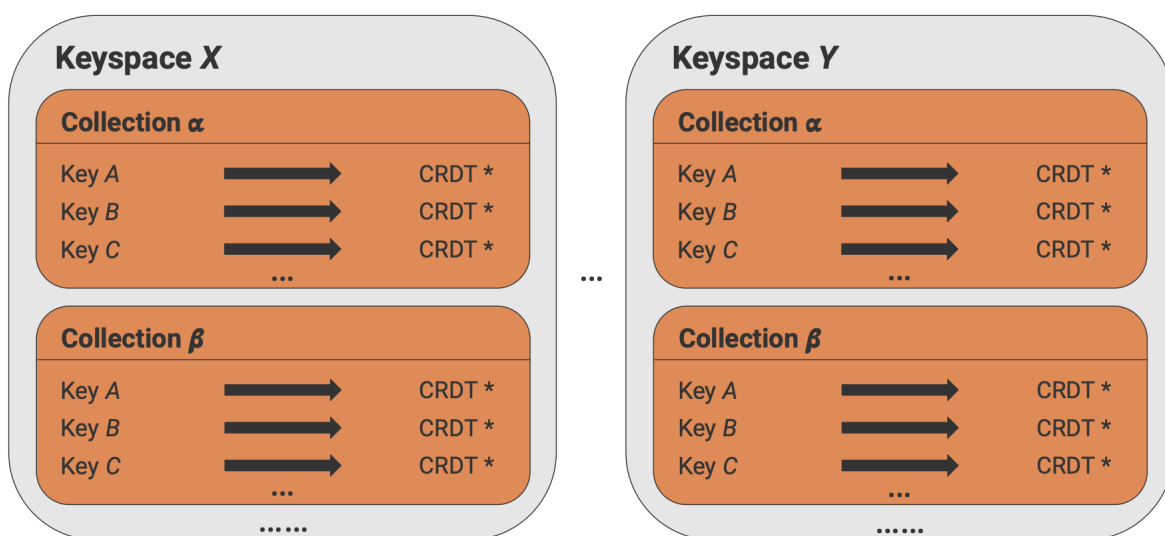 Keyspace X
Collection α
Key A CRDT *
Key B CRDT *
Key C CRDT *
...
Collection β
Key A CRDT *
Key B CRDT *
Key C CRDT *
...
......
...
Keyspace Y
Collection α
Key A CRDT *
Key B CRDT *
Key C CRDT *
...
Collection β
Key A CRDT *
Key B CRDT *
Key C CRDT *
...
......